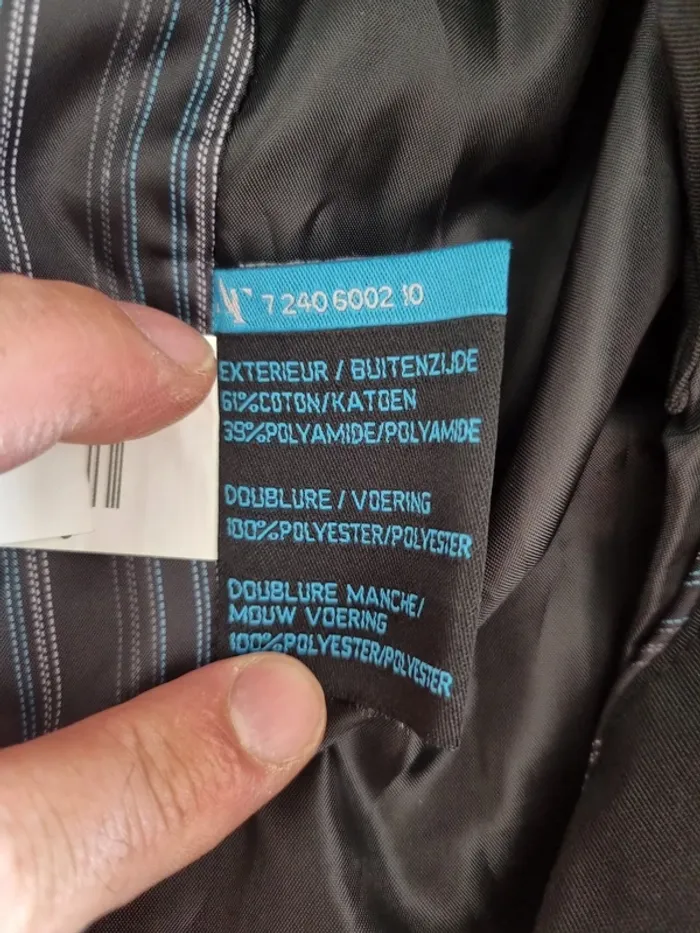 7 240 6002 10
EXTERIEUR / BUITENZIJDE
61%COTON/KATOEN
39%POLYAMIDE/POLYAMIDE
DOUBLURE / VOERING
100%POLYESTER/POLYESTER
DOUBLURE MANCHE/
MOUW VOERING
100%POLYESTER/POLYESTER